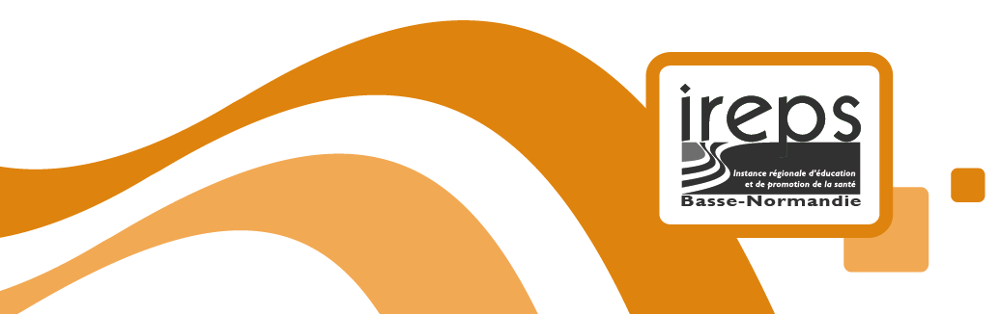 ireps
Instance régionale d'éducation
et de promotion de la santé
Basse-Normandie